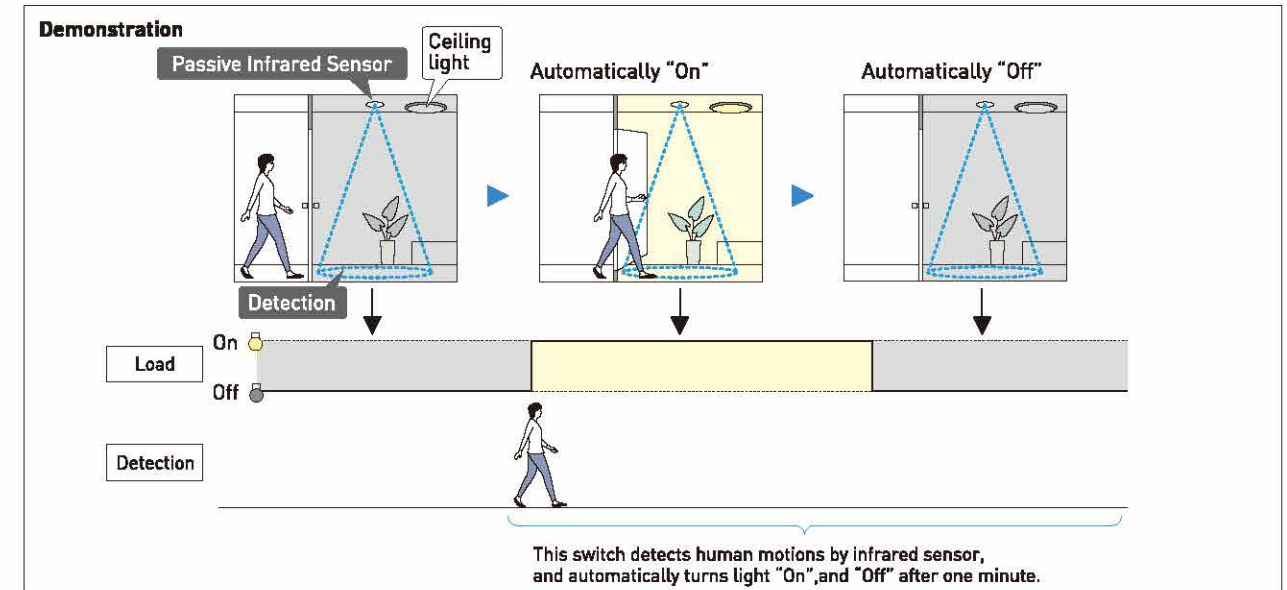 Demonstration
Passive Infrared Sensor
Ceiling
light
Automatically “On”
Automatically “Off”
Detection
Load
On
Off
Detection
This switch detects human motions by infrared sensor,
and automatically turns light “On”,and “Off” after one minute.